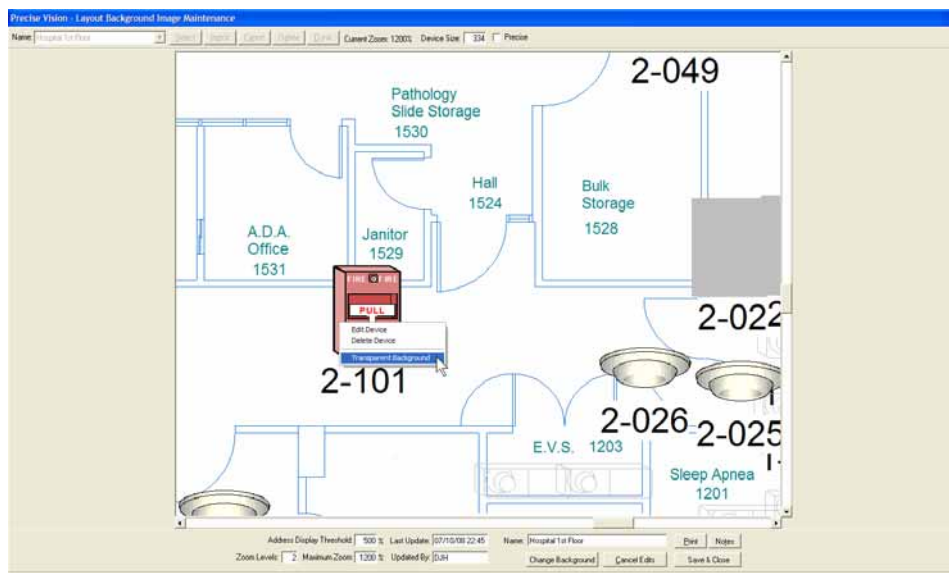 Precise Vision - Layout Background Image Maintenance
Name: Hospital 1st Floor Select Import Current Zoom: 1200% Device Size: 334 Precise
2-049
Pathology
Slide Storage
1530
Hall
1524
Bulk
Storage
1528
A.D.A.
Office
1531
Janitor
1529
FIRE FIRE
PULL
Edit Device
Delete Device
Transparent Background
2-101
2-022
2-026
2-025
E.V.S. 1203
Sleep Apnea
1201
Address Display Threshold: 500 % Last Update: 07/10/08 22:45 Name: Hospital 1st Floor Print Notes
Zoom Levels: 2 Maximum Zoom: 1200 % Updated By: DJH Change Background Cancel Edits Save & Close